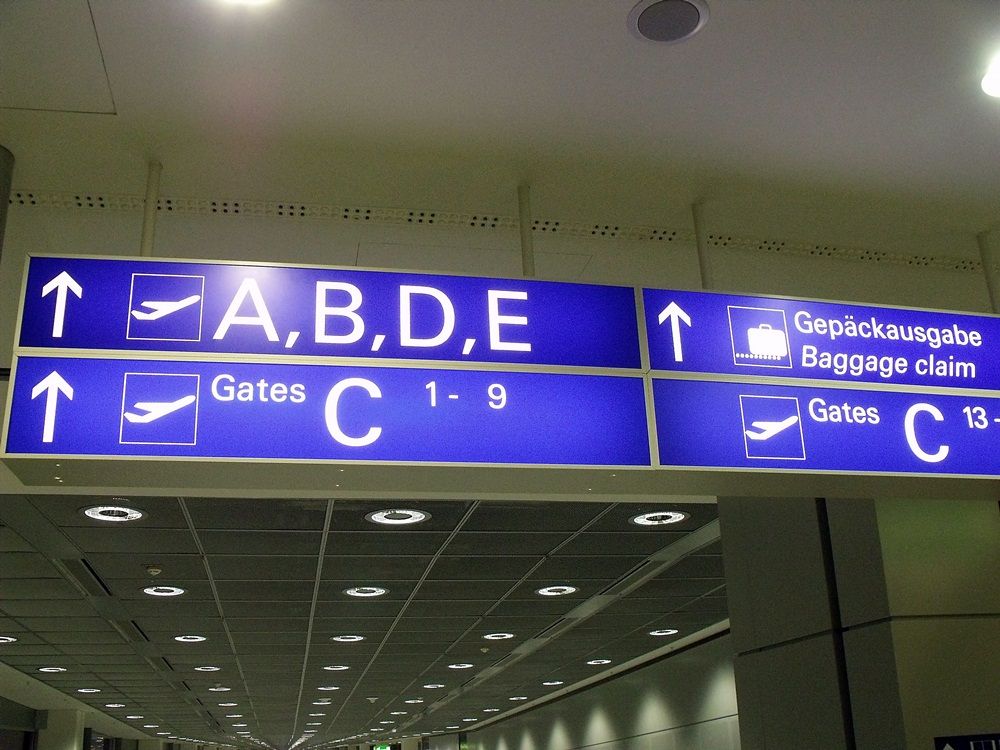 A, B, D, E
Gates C 1 - 9
Gepäckausgabe
Baggage claim
Gates C 13 -